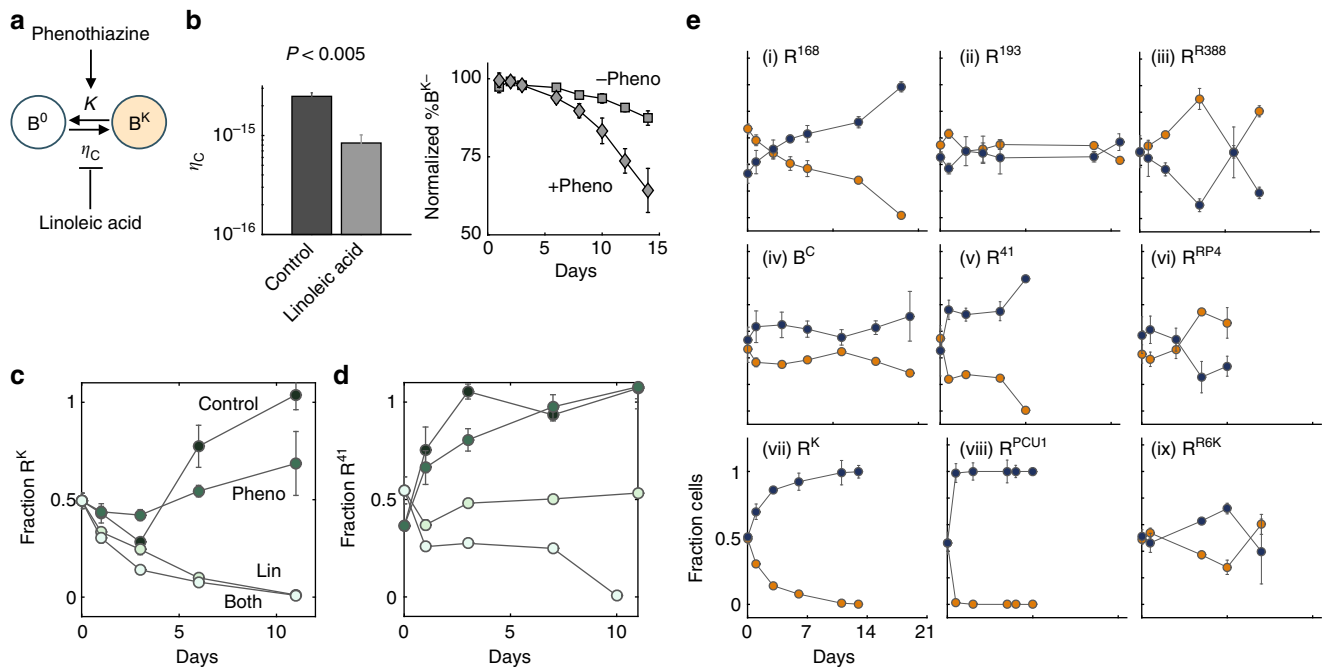 a
Phenothiazine
K
B⁰
Bᴷ
ηC
Linoleic acid
b
P < 0.005
ηC
10⁻¹⁵
10⁻¹⁶
Control
Linoleic acid
Normalized %Bᴷ⁻
100
75
50
–Pheno
+Pheno
0
5
10
15
Days
c
Fraction Rᴷ
1
0.5
0
Control
Pheno
Lin
Both
0
5
10
Days
d
Fraction R⁴¹
1
0.5
0
0
5
10
Days
e
(i) R¹⁶⁸
(ii) R¹⁹³
(iii) Rᴿ³⁸⁸
(iv) Bᶜ
(v) R⁴¹
(vi) Rᴿᴾ⁴
(vii) Rᴷ
(viii) Rᴾᶜᵁ¹
(ix) Rᴿ⁶ᴷ
Fraction cells
1
0.5
0
0
7
14
21
Days